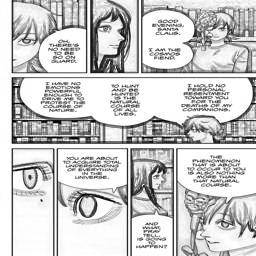 GOOD
EVENING,
SANTA
CLAUS.
I AM THE
COSMOS
FIEND.
OH,
THERE'S
NO NEED
TO BE
SO ON
GUARD.
I HOLD NO
PERSONAL
RESENTMENT
TOWARD YOU
FOR THE
DEATHS OF MY
COMPANIONS.
TO HUNT
AND BE
HUNTED
IS THE
NATURAL
COURSE
OF ALL
LIVES.
I HAVE NO
EMOTIONS
POWERFUL
ENOUGH TO
DRIVE ME TO
PROTEST THE
COURSE OF
NATURE.
THE
PHENOMENON
THAT IS ABOUT
TO OCCUR TO YOU
IS ALSO NOTHING
MORE THAN
THAT NATURAL
COURSE.
AND
WHAT,
PRAY
TELL,
IS GOING
TO
HAPPEN?
YOU ARE ABOUT
TO ACQUIRE TOTAL
UNDERSTANDING
OF EVERYTHING
IN THE
UNIVERSE.